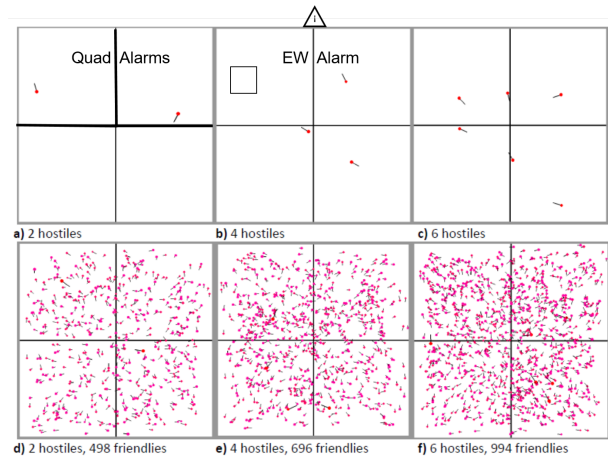 i
Quad Alarms
EW Alarm
a) 2 hostiles
b) 4 hostiles
c) 6 hostiles
d) 2 hostiles, 498 friendlies
e) 4 hostiles, 696 friendlies
f) 6 hostiles, 994 friendlies